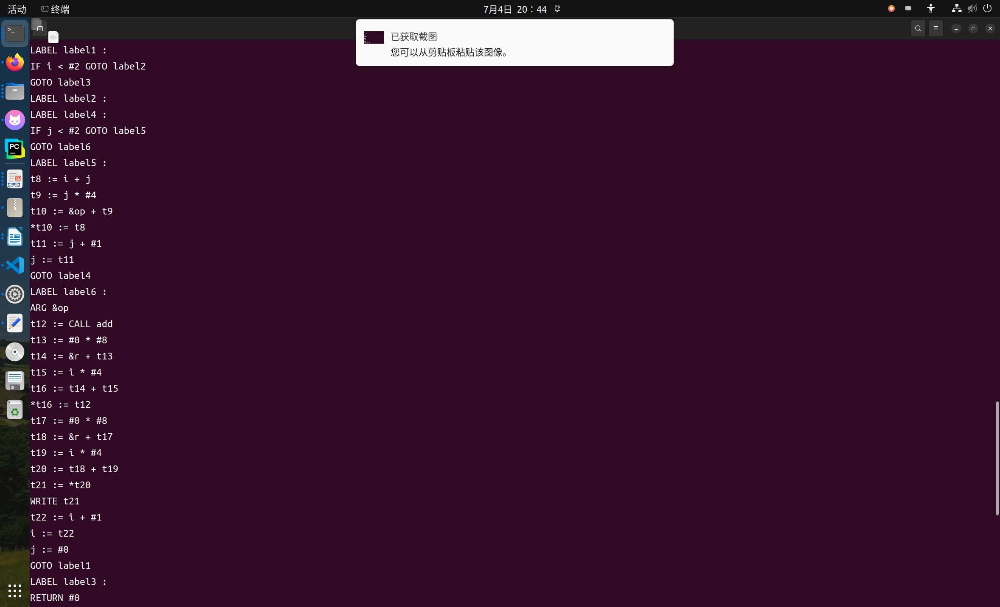 活动 终端 7月4日 20：44
>_
已获取截图
您可以从剪贴板粘贴该图像。
PC
LABEL label1 :
IF i < #2 GOTO label2
GOTO label3
LABEL label2 :
LABEL label4 :
IF j < #2 GOTO label5
GOTO label6
LABEL label5 :
t8 := i + j
t9 := j * #4
t10 := &op + t9
*t10 := t8
t11 := j + #1
j := t11
GOTO label4
LABEL label6 :
ARG &op
t12 := CALL add
t13 := #0 * #8
t14 := &r + t13
t15 := i * #4
t16 := t14 + t15
*t16 := t12
t17 := #0 * #8
t18 := &r + t17
t19 := i * #4
t20 := t18 + t19
t21 := *t20
WRITE t21
t22 := i + #1
i := t22
j := #0
GOTO label1
LABEL label3 :
RETURN #0